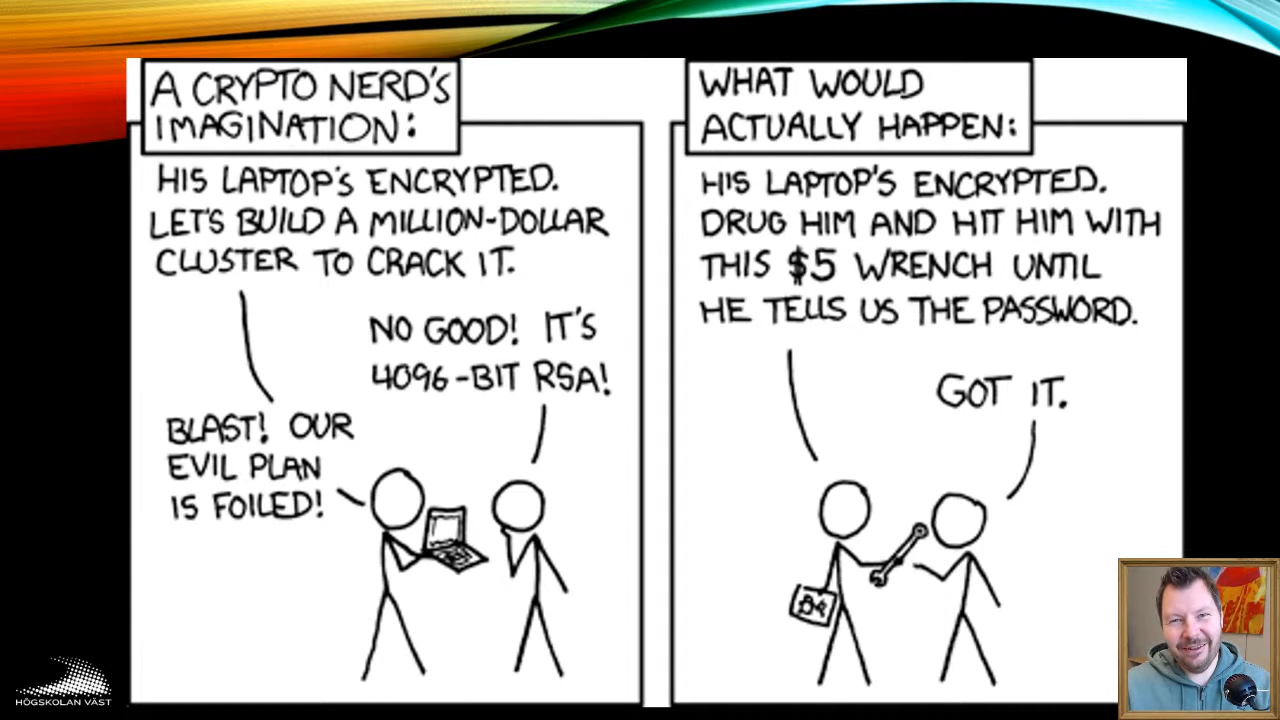 A CRYPTO NERD'S
IMAGINATION:
HIS LAPTOP'S ENCRYPTED.
LET'S BUILD A MILLION-DOLLAR
CLUSTER TO CRACK IT.
NO GOOD! IT'S
4096-BIT RSA!
BLAST! OUR
EVIL PLAN
IS FOILED!
WHAT WOULD
ACTUALLY HAPPEN:
HIS LAPTOP'S ENCRYPTED.
DRUG HIM AND HIT HIM WITH
THIS $5 WRENCH UNTIL
HE TELLS US THE PASSWORD.
GOT IT.
HÖGSKOLAN VÄST